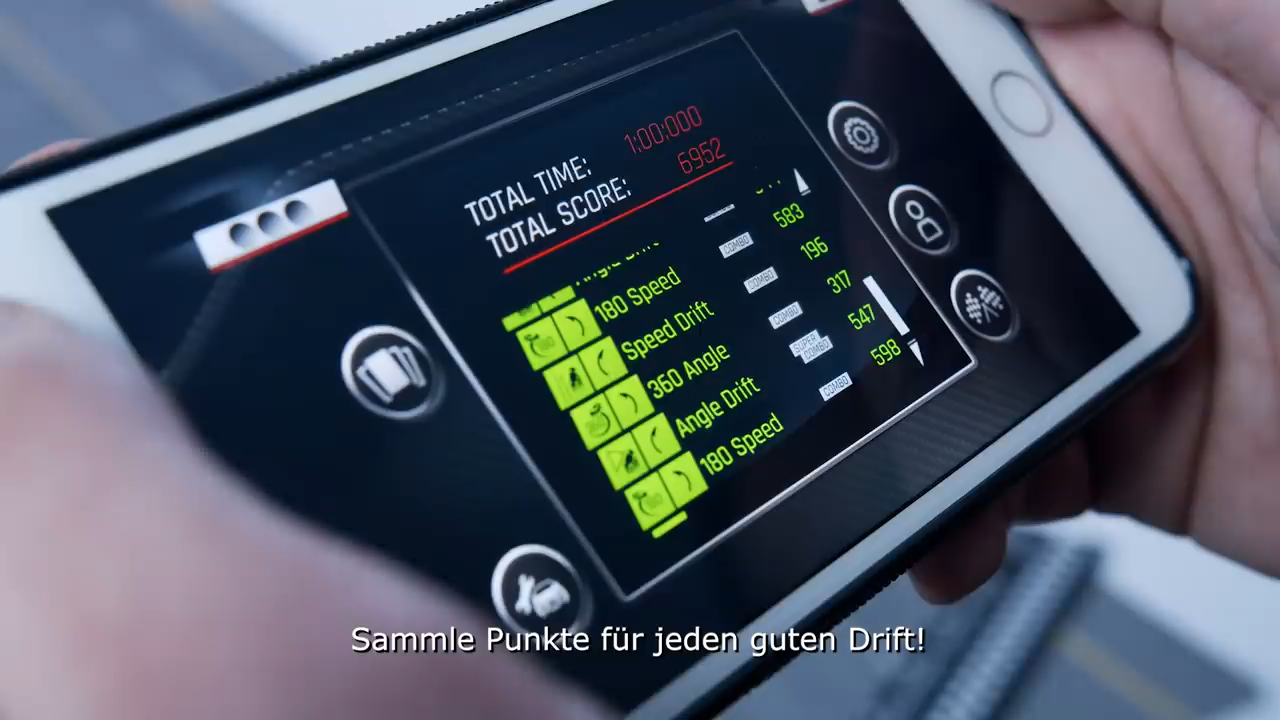 TOTAL TIME: 1:00:000
TOTAL SCORE: 6952
180 Speed COMBO 583
Speed Drift COMBO 196
360 Angle COMBO 317
Angle Drift SUPER COMBO 547
180 Speed COMBO 598
Sammle Punkte für jeden guten Drift!